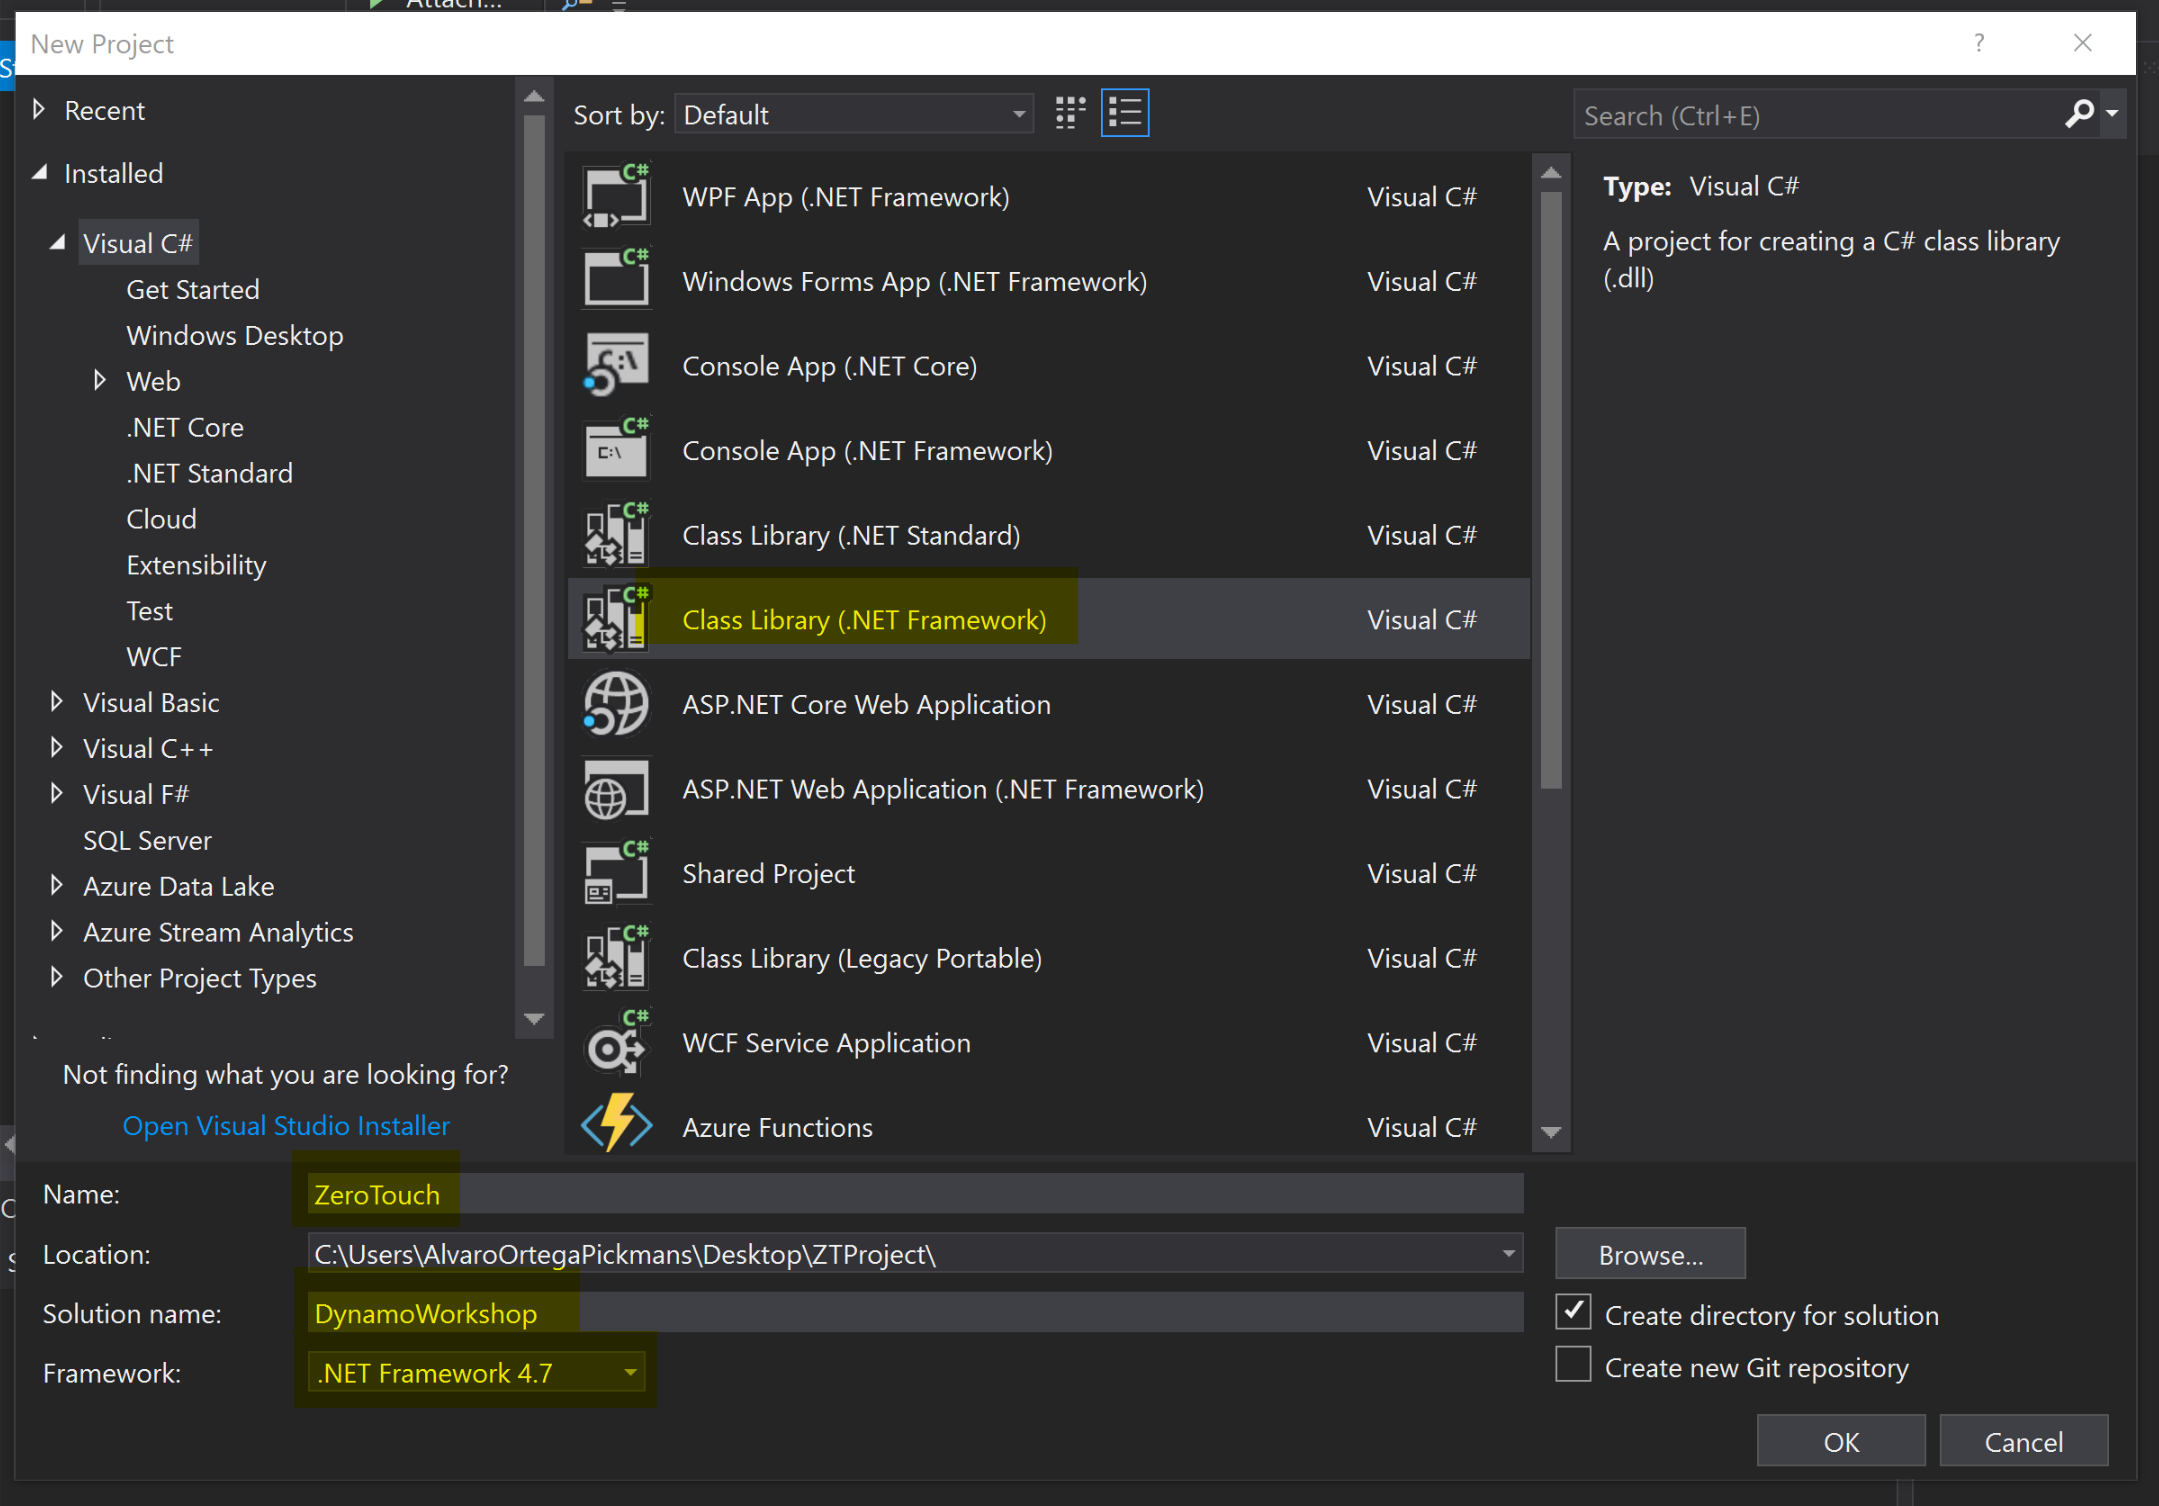 Attach...
New Project
?
Recent
Installed
Visual C#
Get Started
Windows Desktop
Web
.NET Core
.NET Standard
Cloud
Extensibility
Test
WCF
Visual Basic
Visual C++
Visual F#
SQL Server
Azure Data Lake
Azure Stream Analytics
Other Project Types
Not finding what you are looking for?
Open Visual Studio Installer
Sort by: Default
WPF App (.NET Framework) Visual C#
Windows Forms App (.NET Framework) Visual C#
Console App (.NET Core) Visual C#
Console App (.NET Framework) Visual C#
Class Library (.NET Standard) Visual C#
Class Library (.NET Framework) Visual C#
ASP.NET Core Web Application Visual C#
ASP.NET Web Application (.NET Framework) Visual C#
Shared Project Visual C#
Class Library (Legacy Portable) Visual C#
WCF Service Application Visual C#
Azure Functions Visual C#
Search (Ctrl+E)
Type: Visual C#
A project for creating a C# class library
(.dll)
Name: ZeroTouch
Location: C:\Users\AlvaroOrtegaPickmans\Desktop\ZTProject\
Browse...
Solution name: DynamoWorkshop
Create directory for solution
Framework: .NET Framework 4.7
Create new Git repository
OK Cancel